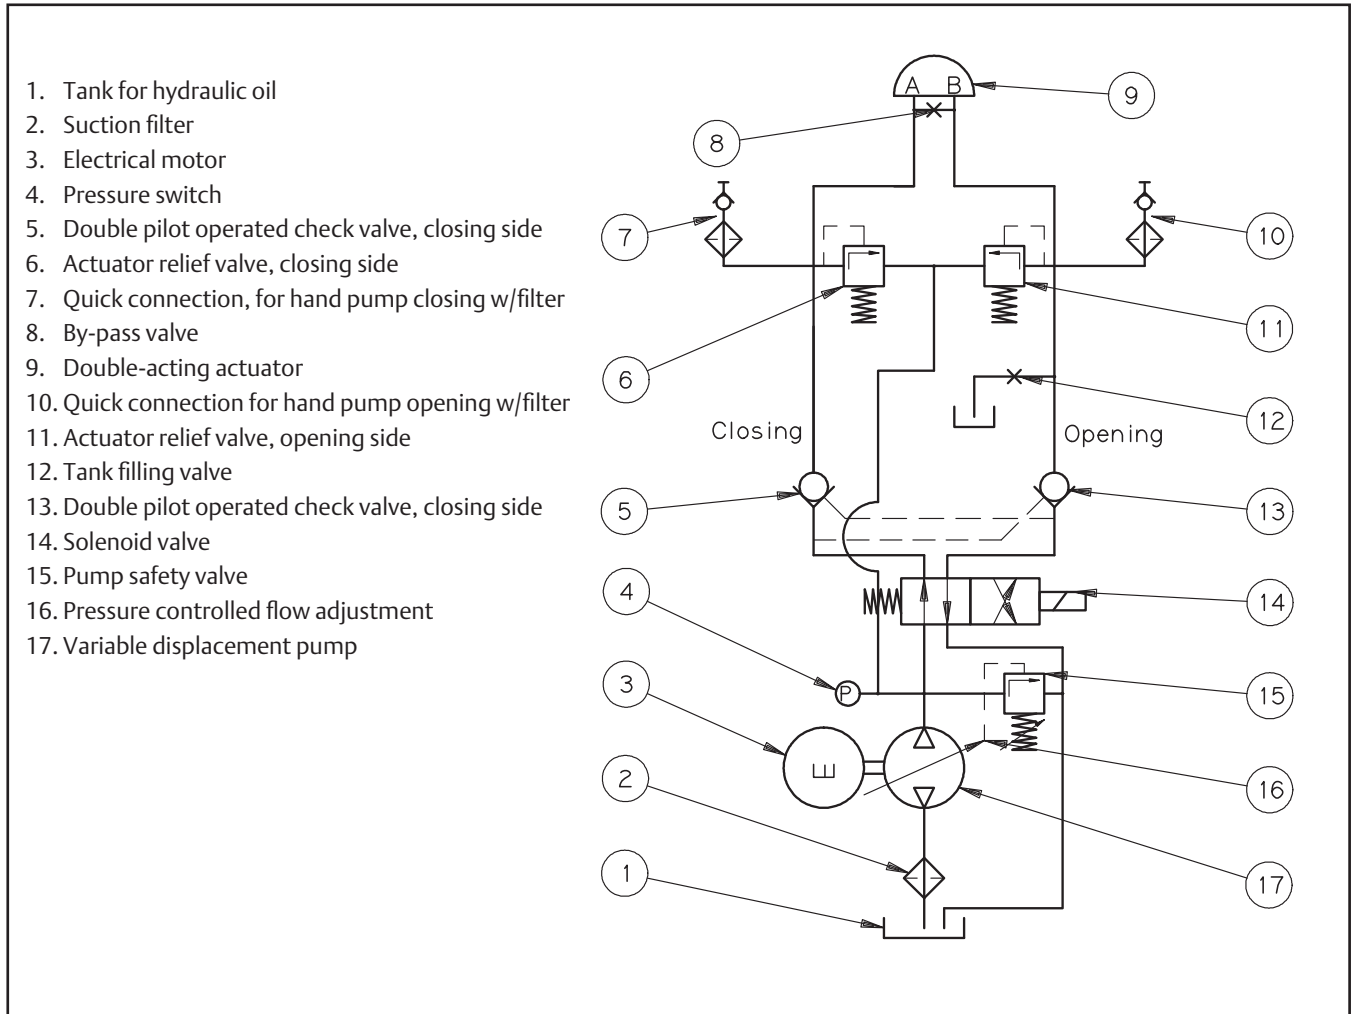 1. Tank for hydraulic oil
2. Suction filter
3. Electrical motor
4. Pressure switch
5. Double pilot operated check valve, closing side
6. Actuator relief valve, closing side
7. Quick connection, for hand pump closing w/filter
8. By-pass valve
9. Double-acting actuator
10. Quick connection for hand pump opening w/filter
11. Actuator relief valve, opening side
12. Tank filling valve
13. Double pilot operated check valve, closing side
14. Solenoid valve
15. Pump safety valve
16. Pressure controlled flow adjustment
17. Variable displacement pump
A B
9
8
7
10
11
6
12
Closing
Opening
5
13
4
14
P
3
15
E
2
16
1
17